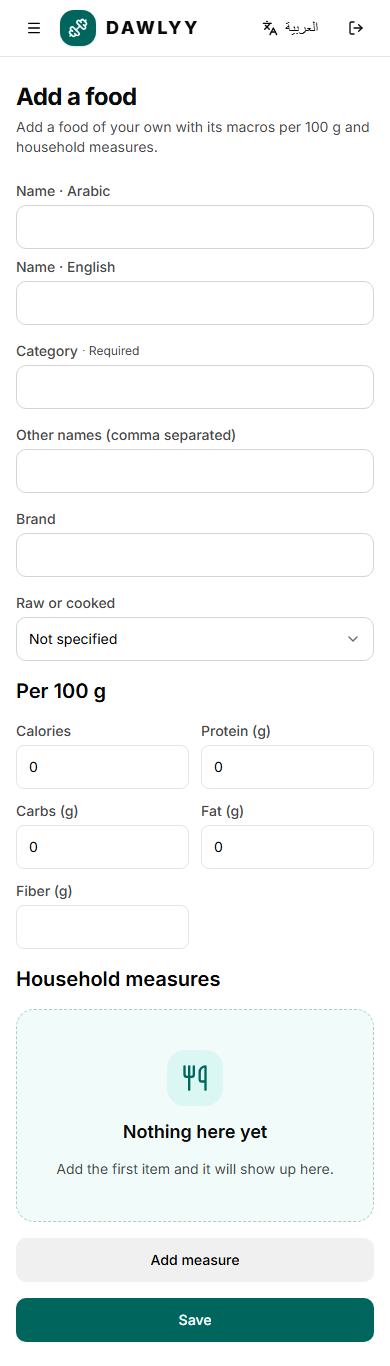 DAWLYY
العربية
Add a food
Add a food of your own with its macros per 100 g and
household measures.
Name · Arabic
Name · English
Category · Required
Other names (comma separated)
Brand
Raw or cooked
Not specified
Per 100 g
Calories
Protein (g)
0
0
Carbs (g)
Fat (g)
0
0
Fiber (g)
Household measures
Nothing here yet
Add the first item and it will show up here.
Add measure
Save